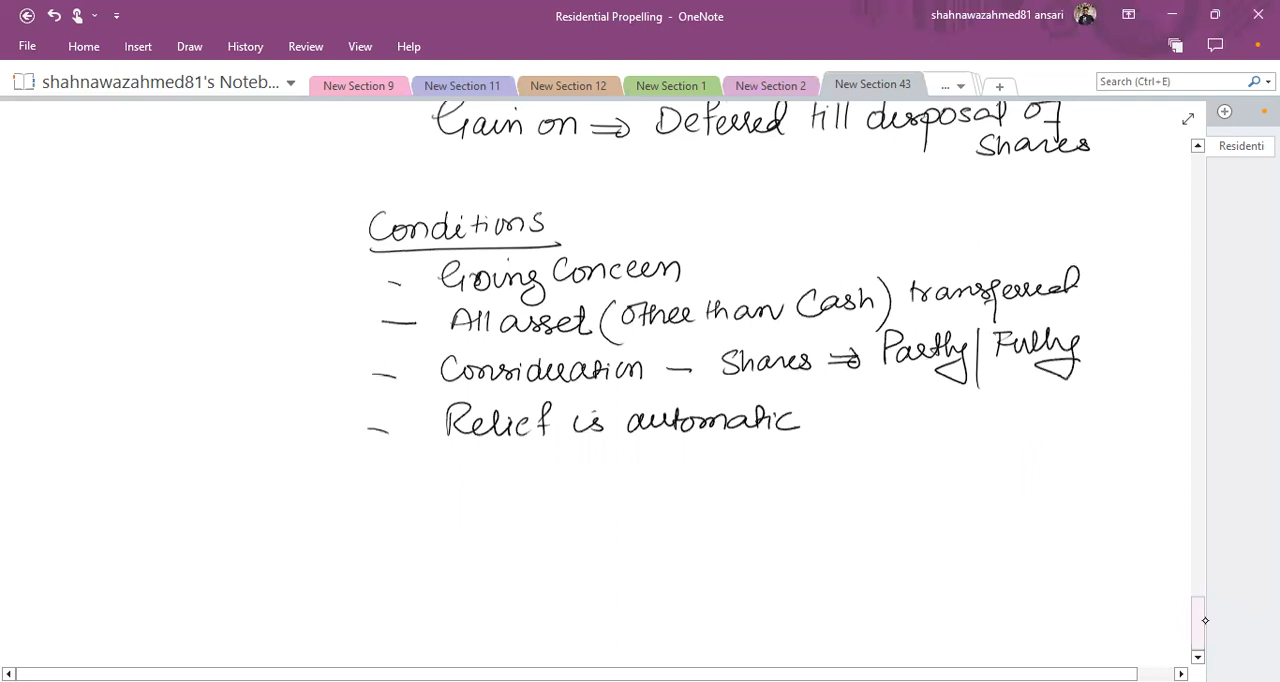 Residential Propelling - OneNote
shahnawazahmed81 ansari
File Home Insert Draw History Review View Help
shahnawazahmed81's Noteb... New Section 9 New Section 11 New Section 12 New Section 1 New Section 2 New Section 43 ... + Search (Ctrl+E)
Residenti
Gain on ⇒ Deferred till disposal of
Shares
Conditions
- Going Concern
- All asset (other than Cash) transferred
- Consideration - Shares ⇒ Partly | Fully
- Relief is automatic